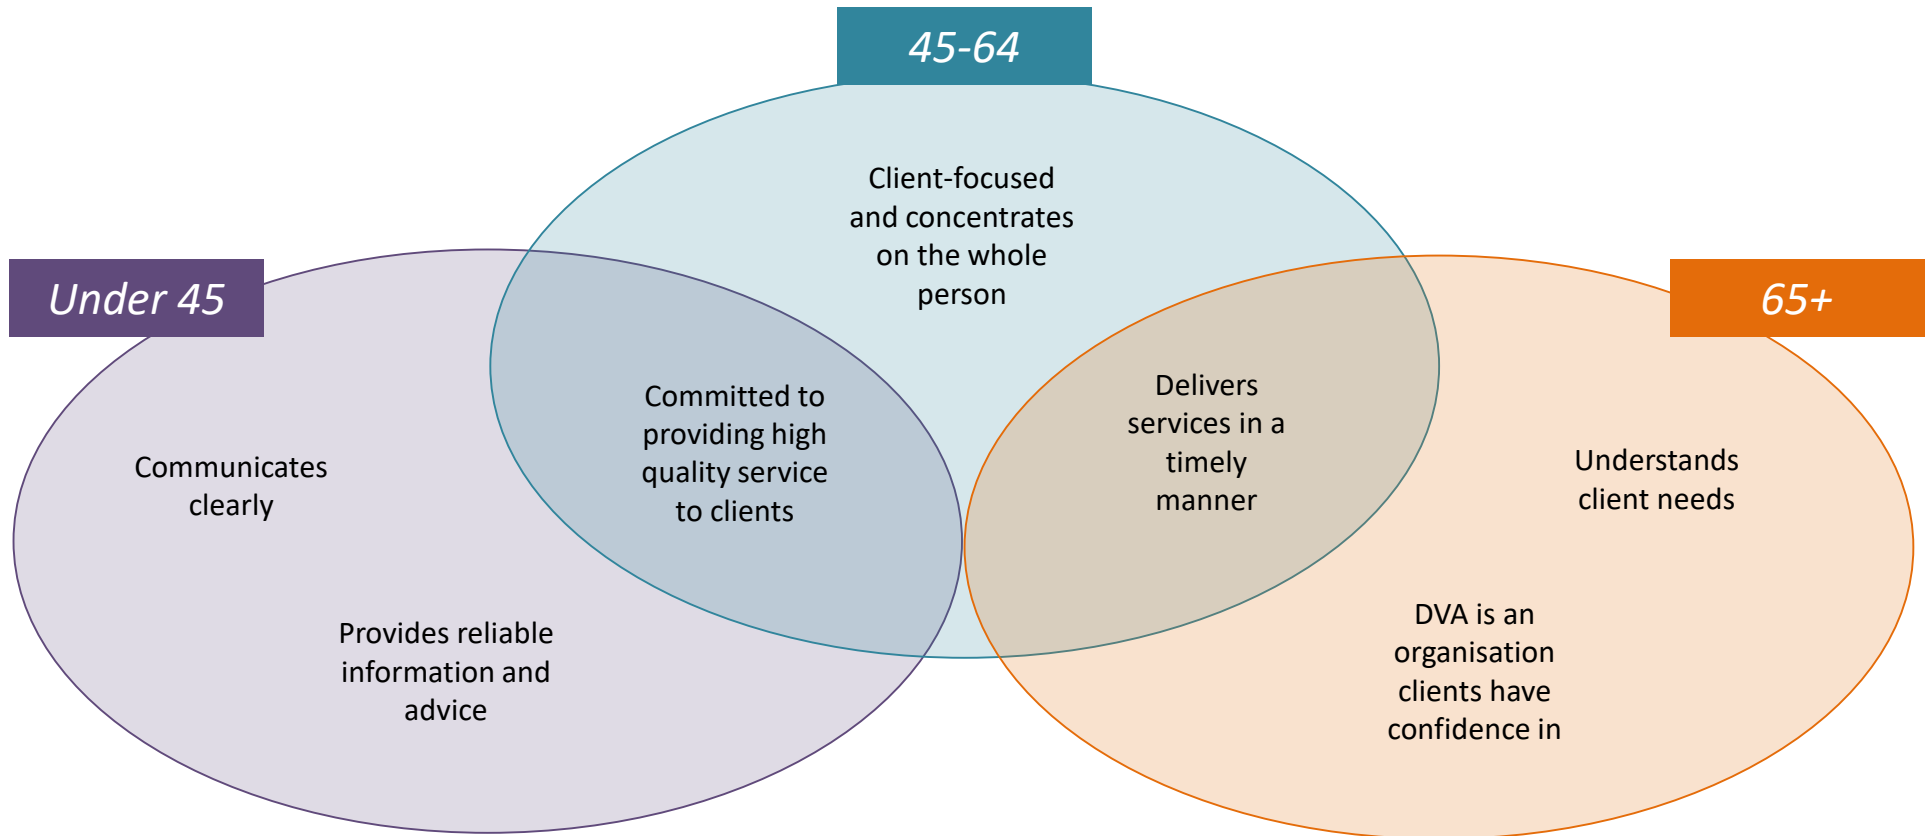 45-64
Client-focused
and concentrates
on the whole
person
Under 45
65+
Committed to
providing high
quality service
to clients
Delivers
services in a
timely
manner
Communicates
clearly
Understands
client needs
Provides reliable
information and
advice
DVA is an
organisation
clients have
confidence in